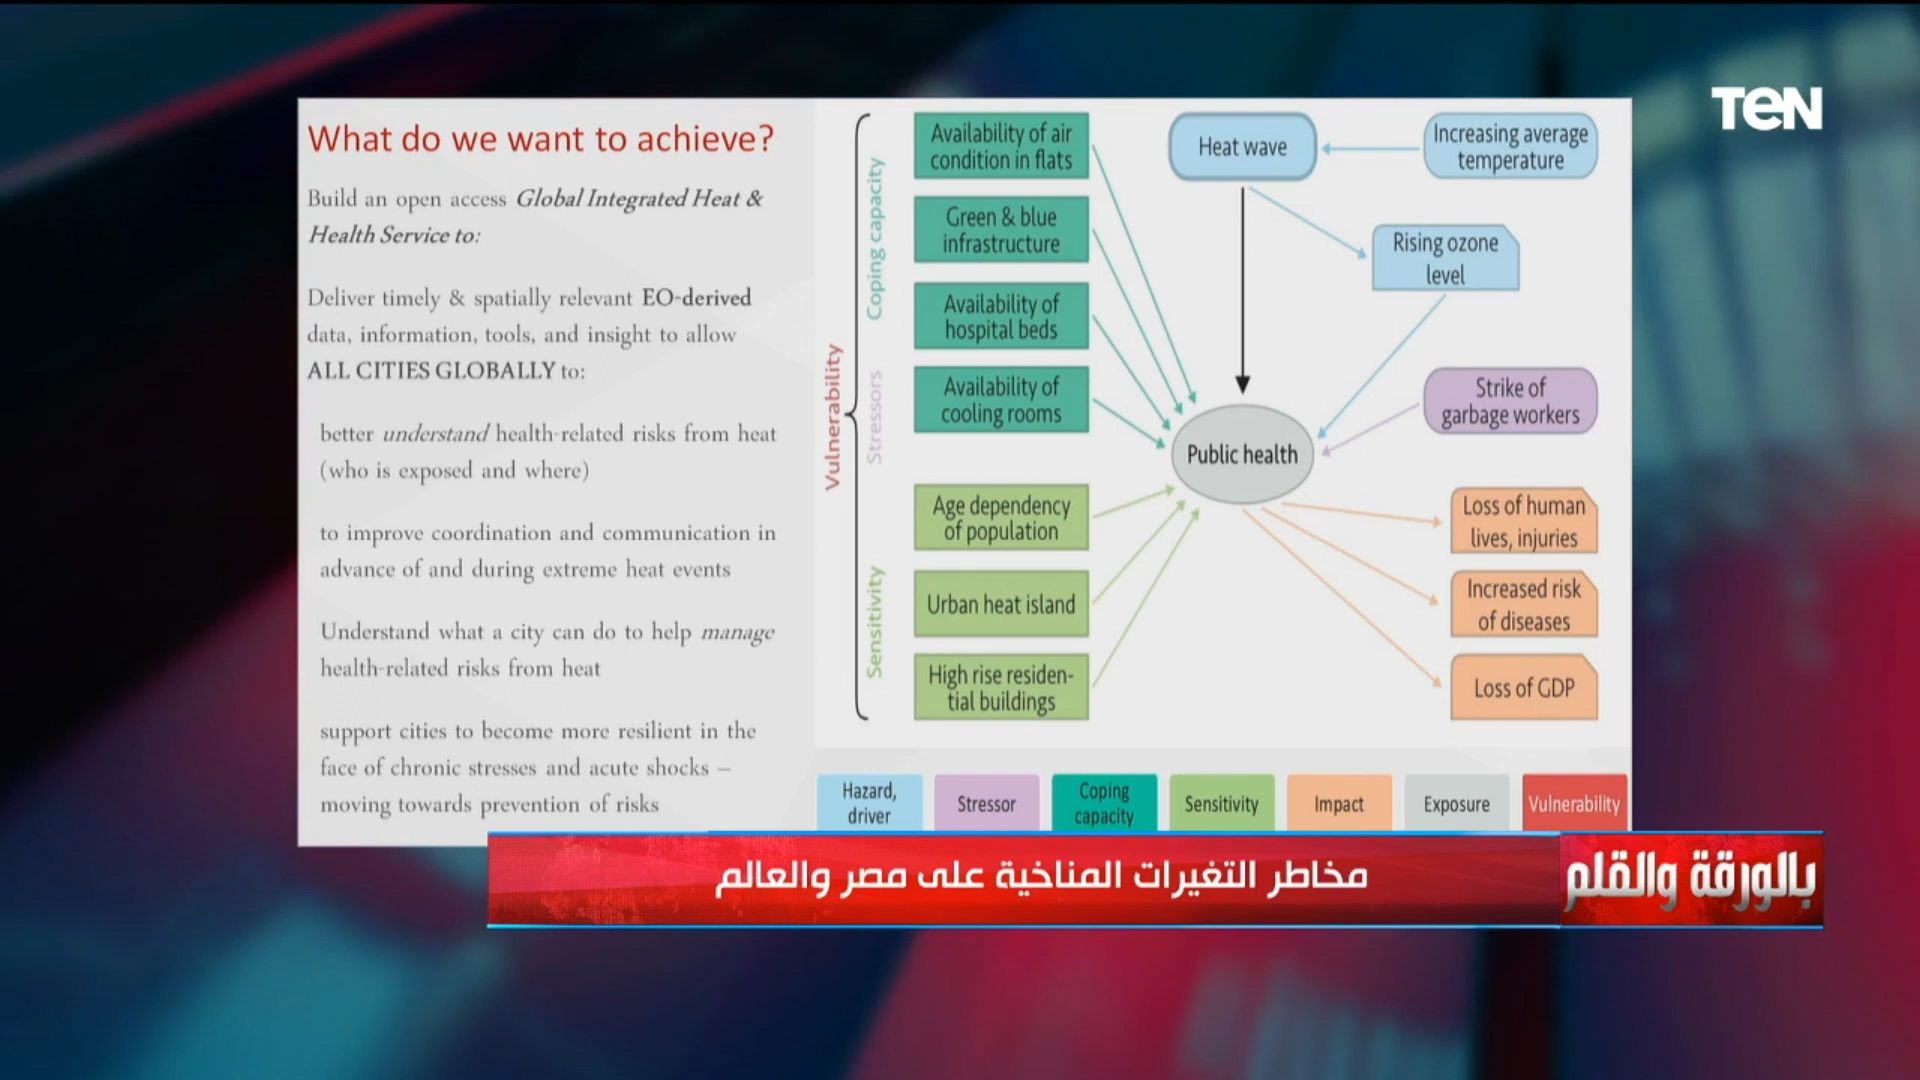 TeN
What do we want to achieve?
Build an open access Global Integrated Heat &
Health Service to:
Deliver timely & spatially relevant EO-derived
data, information, tools, and insight to allow
ALL CITIES GLOBALLY to:
better understand health-related risks from heat
(who is exposed and where)
to improve coordination and communication in
advance of and during extreme heat events
Understand what a city can do to help manage
health-related risks from heat
support cities to become more resilient in the
face of chronic stresses and acute shocks –
moving towards prevention of risks
Vulnerability
Coping capacity
Stressors
Sensitivity
Availability of air
condition in flats
Green & blue
infrastructure
Availability of
hospital beds
Availability of
cooling rooms
Age dependency
of population
Urban heat island
High rise residen-
tial buildings
Heat wave
Increasing average
temperature
Rising ozone
level
Strike of
garbage workers
Public health
Loss of human
lives, injuries
Increased risk
of diseases
Loss of GDP
Hazard,
driver
Stressor
Coping
capacity
Sensitivity
Impact
Exposure
Vulnerability
بالورقة والقلم
مخاطر التغيرات المناخية على مصر والعالم